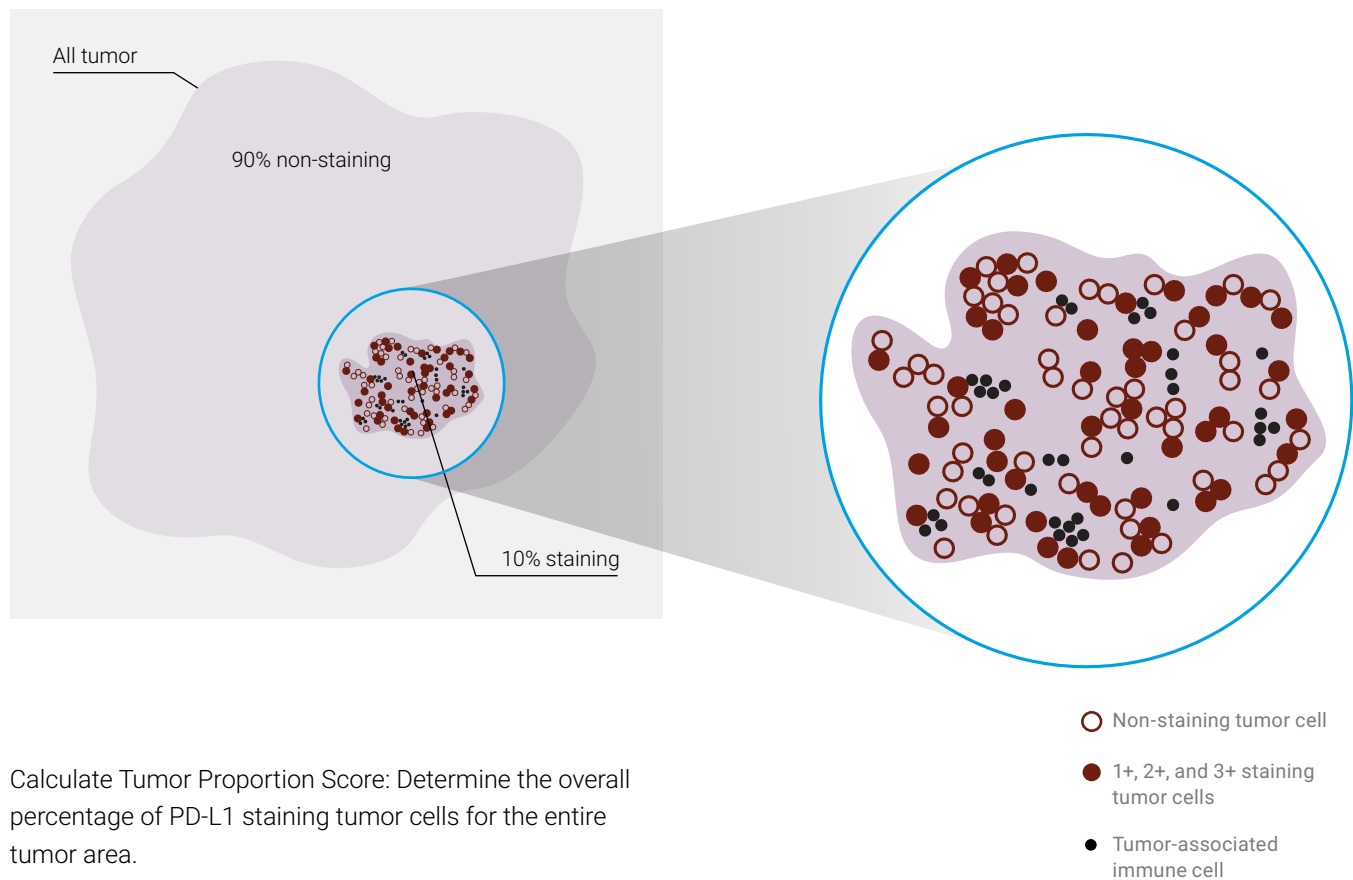 All tumor
90% non-staining
10% staining
Non-staining tumor cell
1+, 2+, and 3+ staining
tumor cells
Tumor-associated
immune cell
Calculate Tumor Proportion Score: Determine the overall
percentage of PD-L1 staining tumor cells for the entire
tumor area.